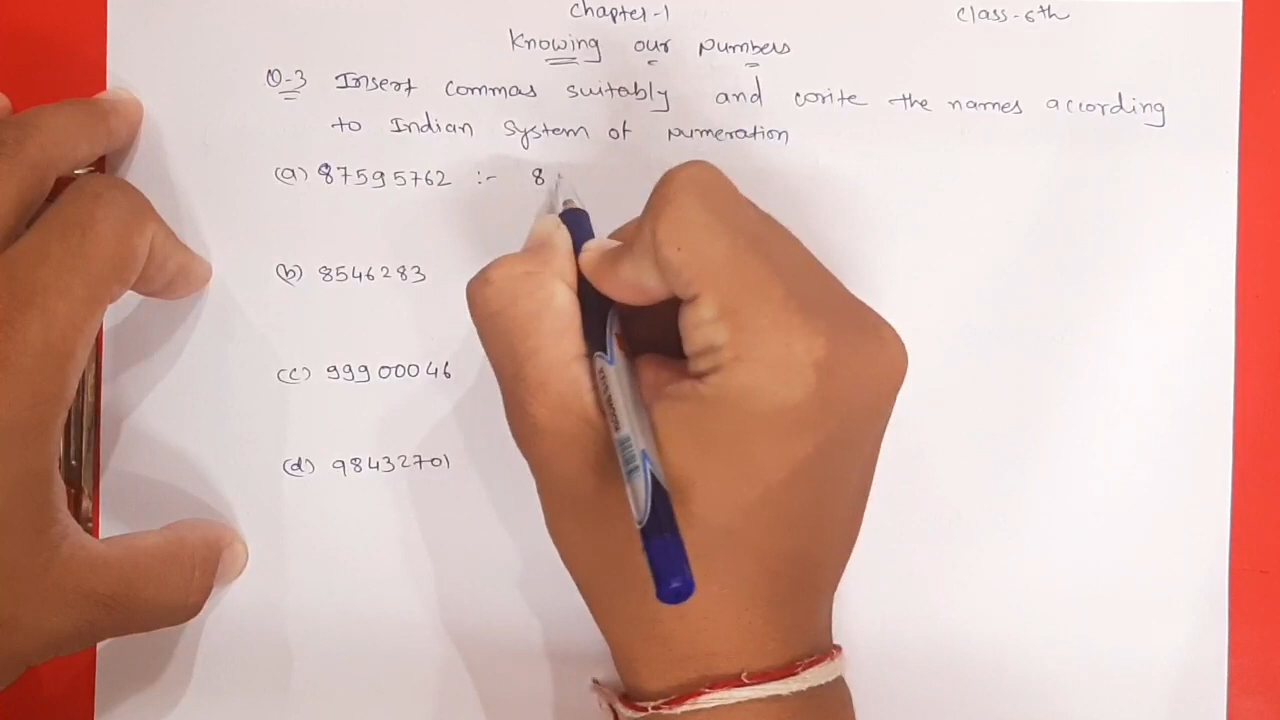 Chapter-1
Class-6th
Knowing our Numbers
Q-3 Insert commas suitably and write the names according
to Indian System of Numeration
(a) 87595762 :- 8
(b) 8546283
(c) 99900046
(d) 98432701